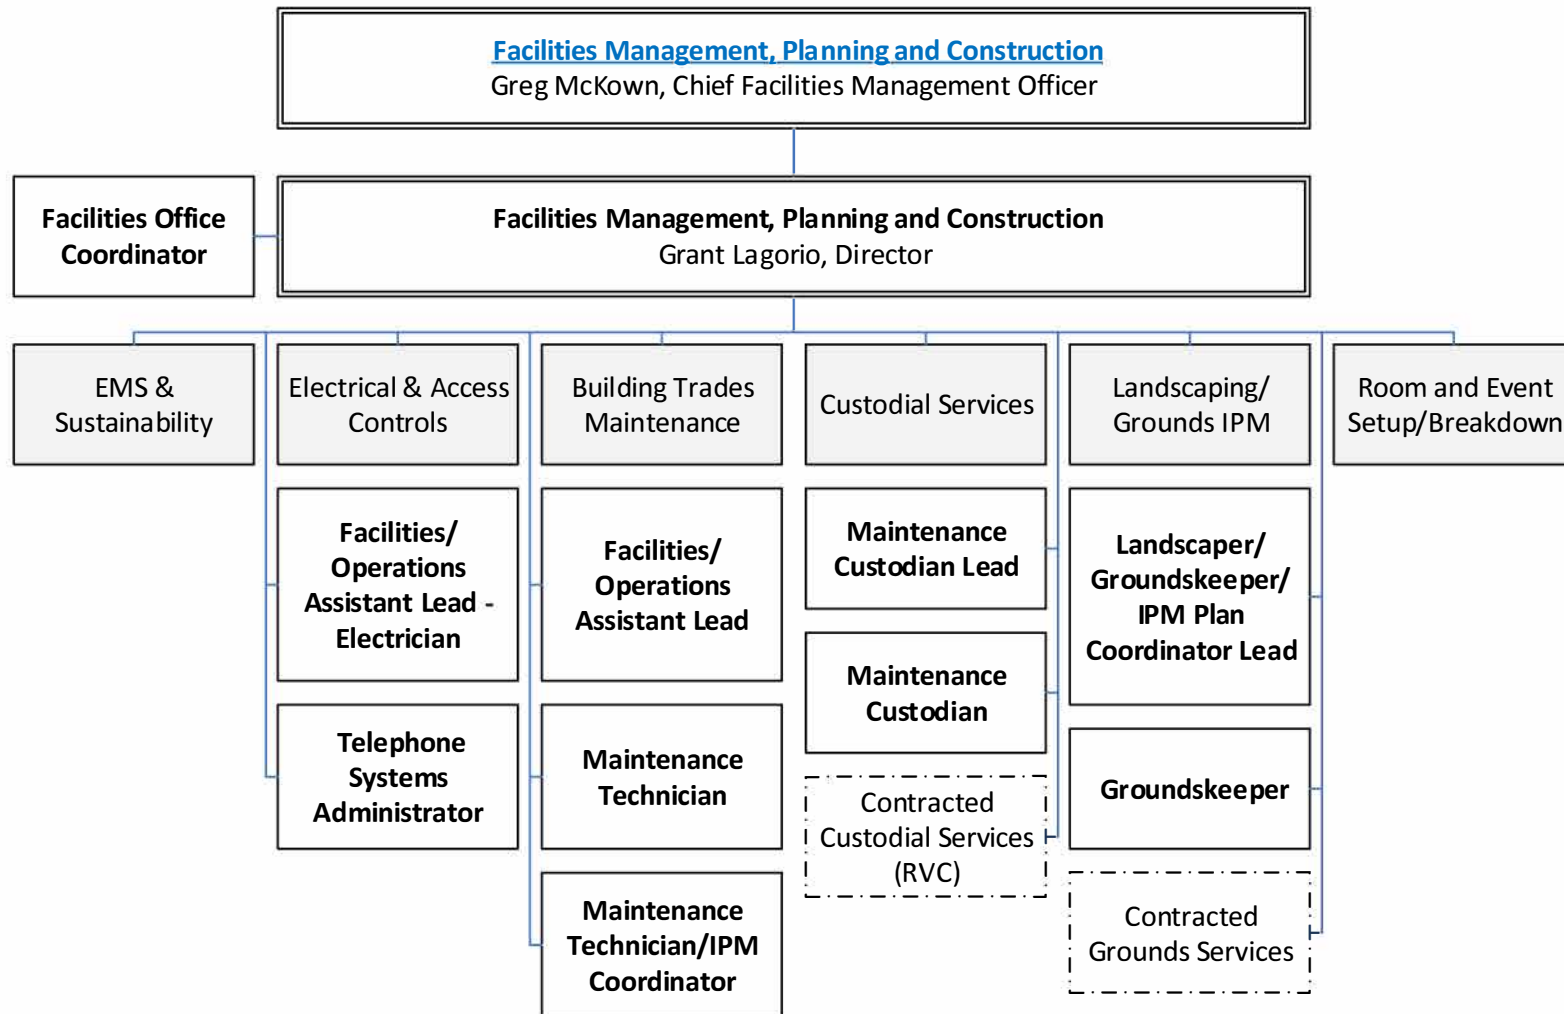 Facilities Management, Planning and Construction
Greg McKown, Chief Facilities Management Officer
Facilities Office
Coordinator
Facilities Management, Planning and Construction
Grant Lagorio, Director
EMS &
Sustainability
Electrical & Access
Controls
Building Trades
Maintenance
Custodial Services
Landscaping/
Grounds IPM
Room and Event
Setup/Breakdown
Facilities/
Operations
Assistant Lead -
Electrician
Telephone
Systems
Administrator
Facilities/
Operations
Assistant Lead
Maintenance
Technician
Maintenance
Technician/IPM
Coordinator
Maintenance
Custodian Lead
Maintenance
Custodian
Contracted
Custodial Services
(RVC)
Landscaper/
Groundskeeper/
IPM Plan
Coordinator Lead
Groundskeeper
Contracted
Grounds Services